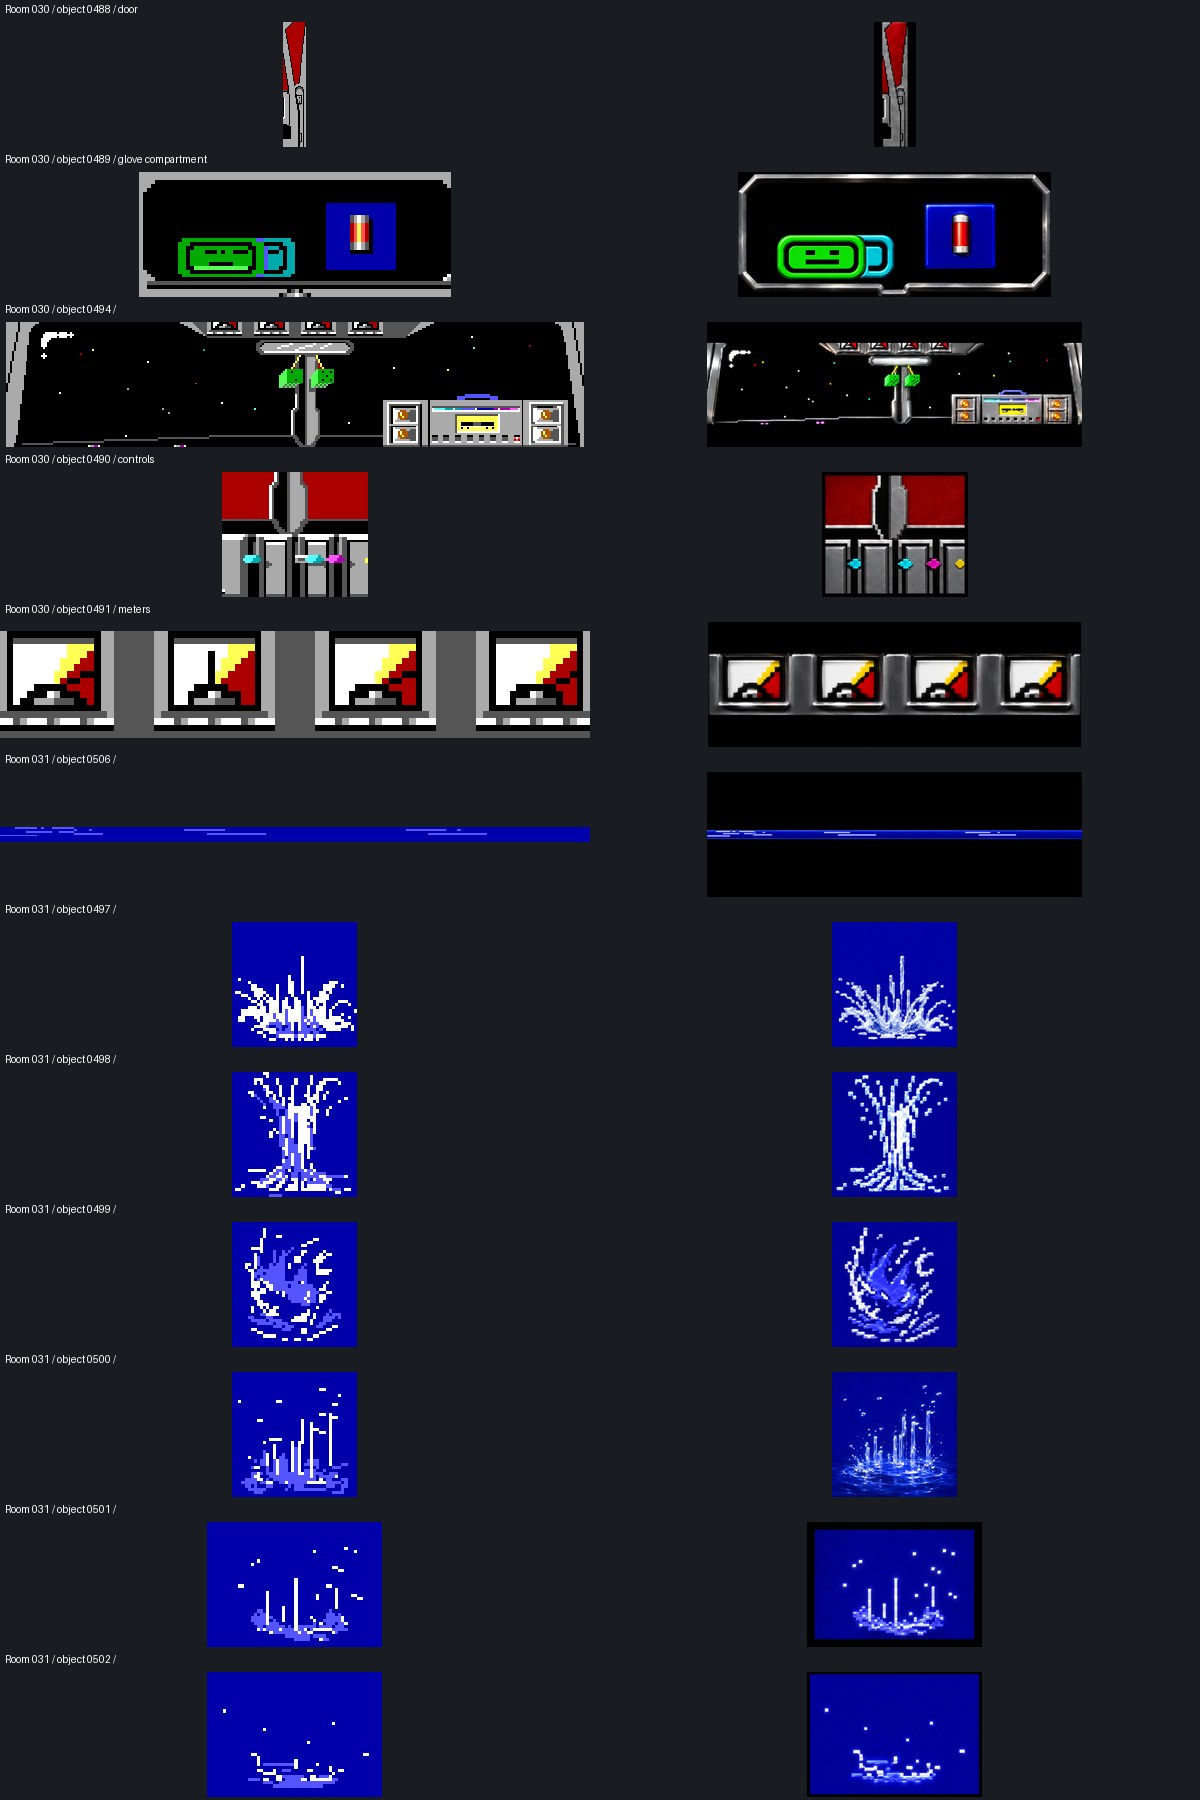 Room 030 / object 0488 / door
Room 030 / object 0489 / glove compartment
Room 030 / object 0494 /
Room 030 / object 0490 / controls
Room 030 / object 0491 / meters
Room 031 / object 0506 /
Room 031 / object 0497 /
Room 031 / object 0498 /
Room 031 / object 0499 /
Room 031 / object 0500 /
Room 031 / object 0501 /
Room 031 / object 0502 /